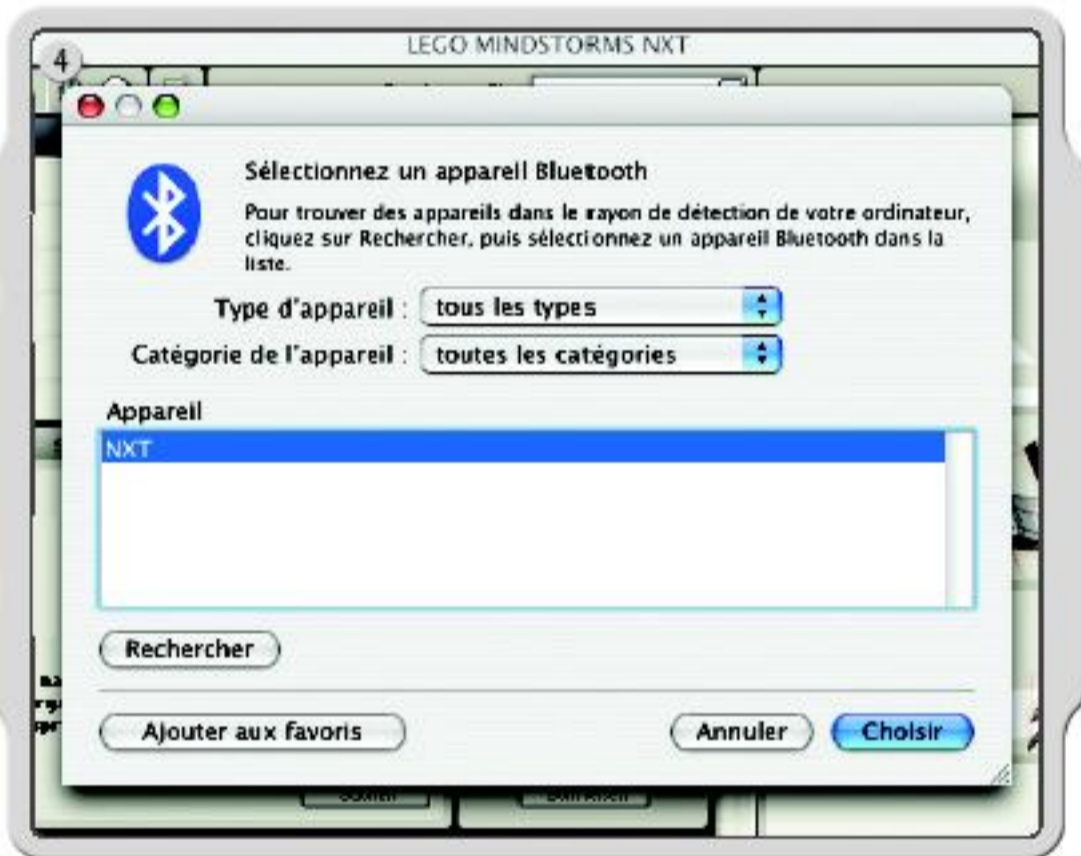 4
LEGO MINDSTORMS NXT
Sélectionnez un appareil Bluetooth
Pour trouver des appareils dans le rayon de détection de votre ordinateur,
cliquez sur Rechercher, puis sélectionnez un appareil Bluetooth dans la
liste.
Type d'appareil : tous les types
Catégorie de l'appareil : toutes les catégories
Appareil
NXT
Rechercher
Ajouter aux favoris Annuler Choisir